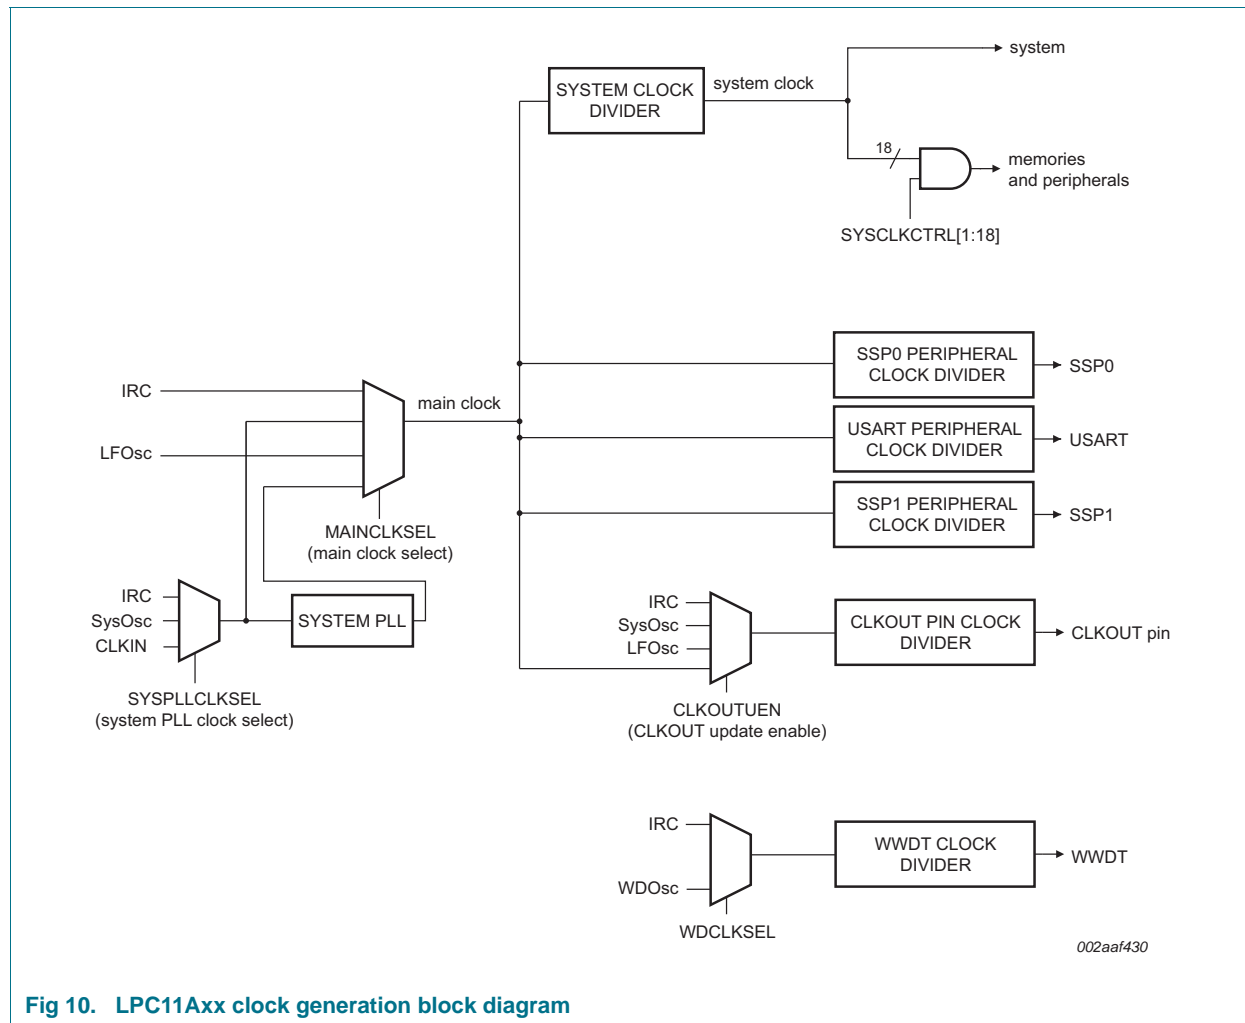 system
SYSTEM CLOCK
DIVIDER
system clock
18
memories
and peripherals
SYSCLKCTRL[1:18]
SSP0 PERIPHERAL
CLOCK DIVIDER
SSP0
IRC
main clock
USART PERIPHERAL
CLOCK DIVIDER
USART
LFOsc
SSP1 PERIPHERAL
CLOCK DIVIDER
SSP1
MAINCLKSEL
(main clock select)
IRC
SysOsc
CLKIN
SYSTEM PLL
SYSPLLCLKSEL
(system PLL clock select)
IRC
SysOsc
LFOsc
CLKOUT PIN CLOCK
DIVIDER
CLKOUT pin
CLKOUTUEN
(CLKOUT update enable)
IRC
WDOsc
WWDT CLOCK
DIVIDER
WWDT
WDCLKSEL
002aaf430
Fig 10. LPC11Axx clock generation block diagram